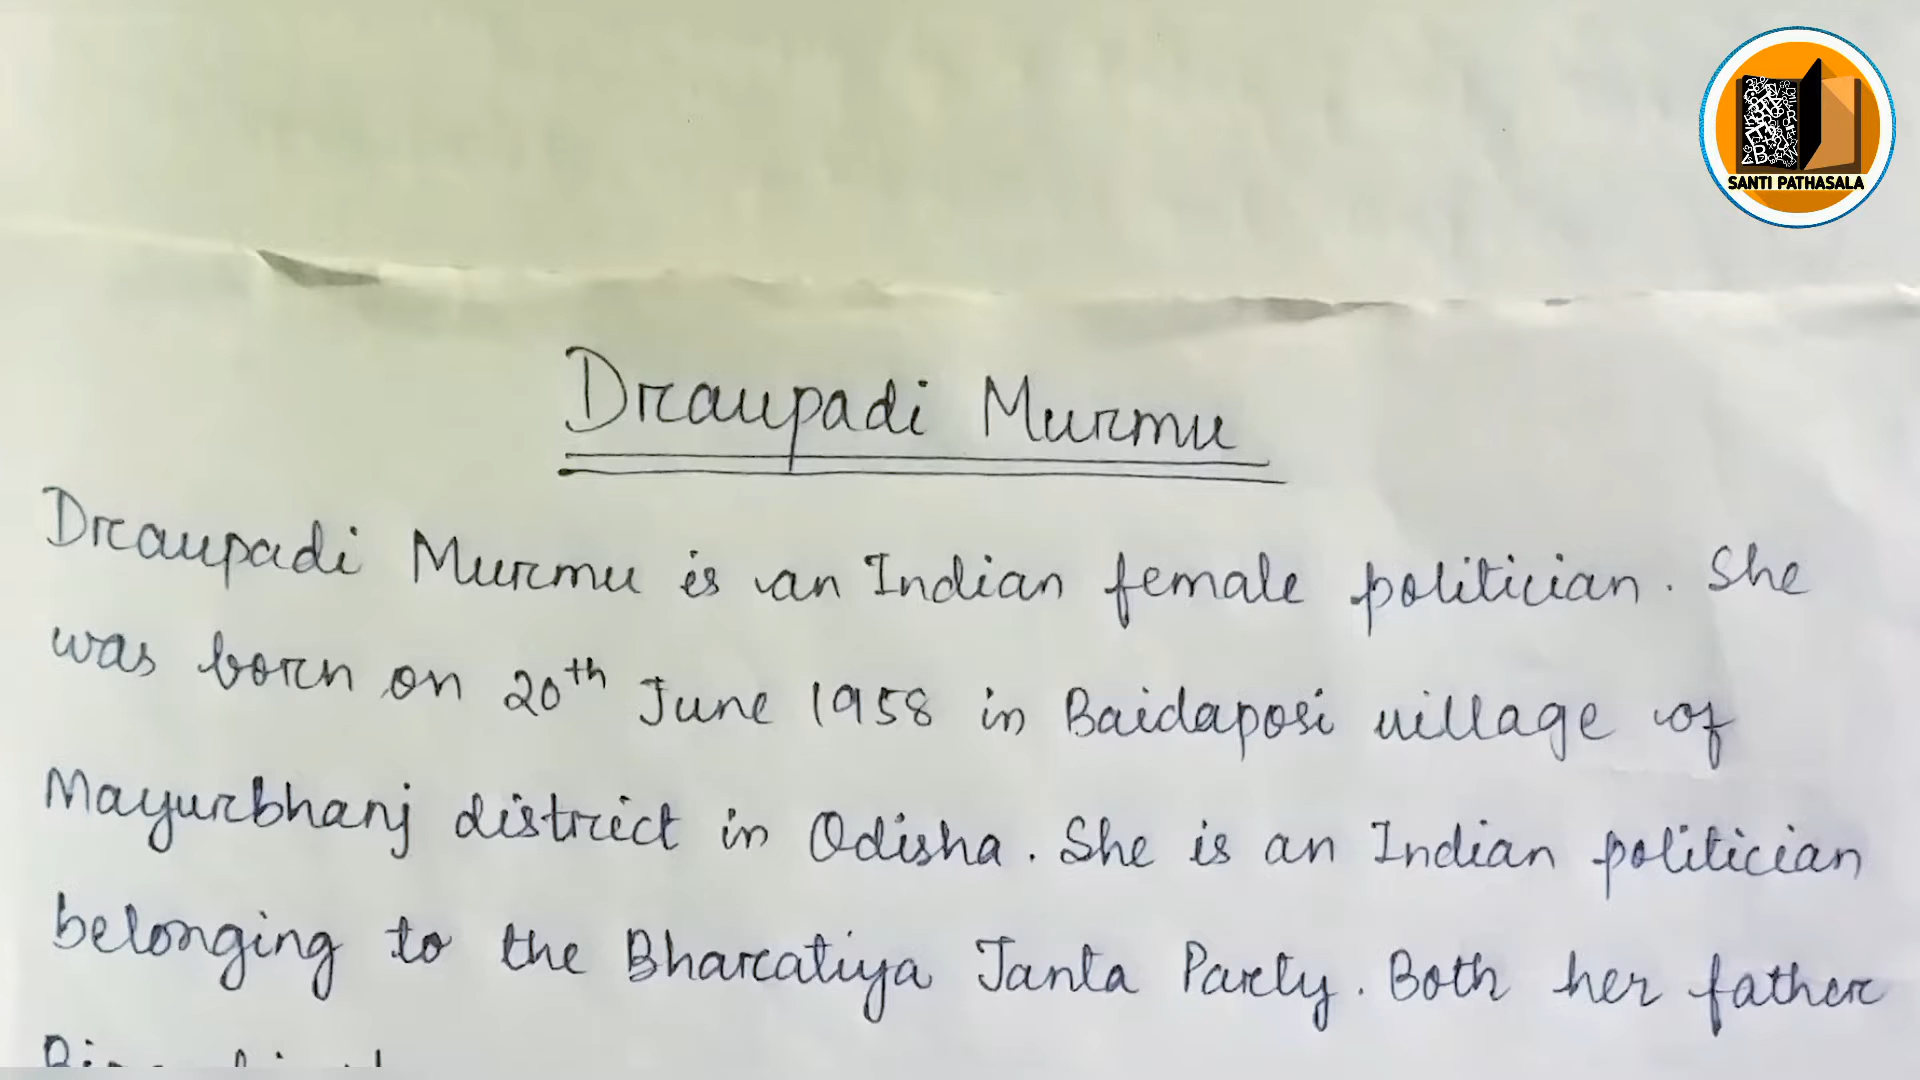 SANTI PATHASALA
Draupadi Murmu
Draupadi Murmu is an Indian female politician. She
was born on 20th June 1958 in Baidaposi village of
Mayurbhanj district in Odisha. She is an Indian politician
belonging to the Bharatiya Janta Party. Both her father